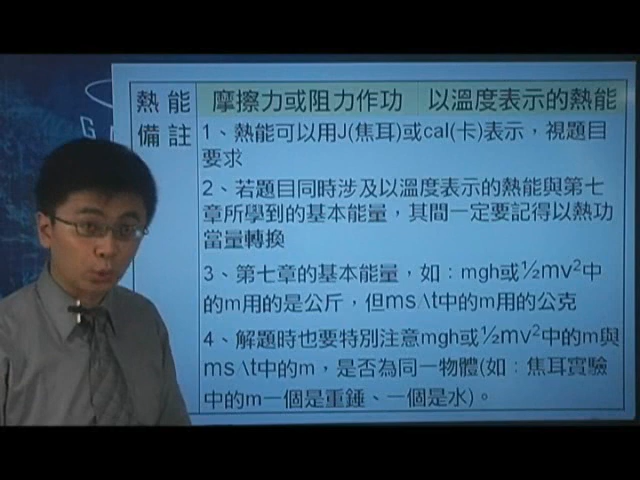 熱能 摩擦力或阻力作功 以溫度表示的熱能
備註 1、熱能可以用J(焦耳)或cal(卡)表示，視題目
要求
2、若題目同時涉及以溫度表示的熱能與第七
章所學到的基本能量，其間一定要記得以熱功
當量轉換
3、第七章的基本能量，如：mgh或½mv²中
的m用的是公斤，但ms\t中的m用的公克
4、解題時也要特別注意mgh或½mv²中的m與
ms\t中的m，是否為同一物體(如：焦耳實驗
中的m一個是重錘、一個是水)。